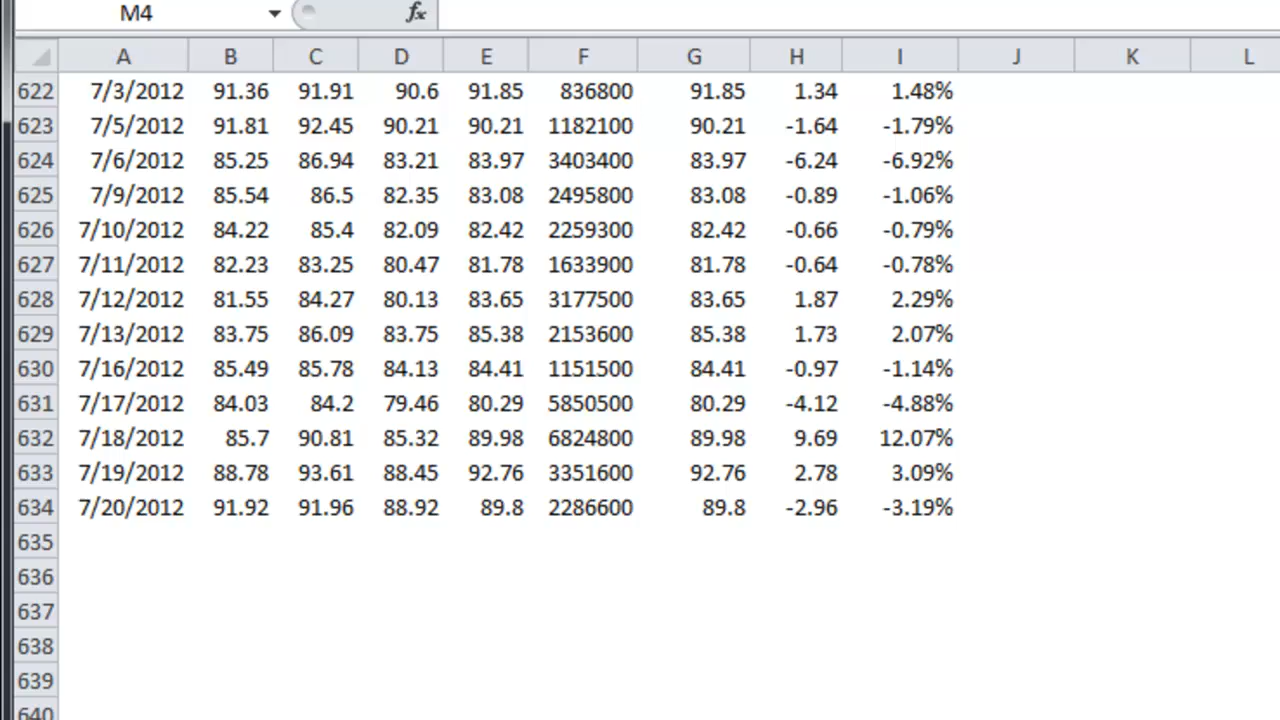 M4 fx
A B C D E F G H I J K L
622 7/3/2012 91.36 91.91 90.6 91.85 836800 91.85 1.34 1.48%
623 7/5/2012 91.81 92.45 90.21 90.21 1182100 90.21 -1.64 -1.79%
624 7/6/2012 85.25 86.94 83.21 83.97 3403400 83.97 -6.24 -6.92%
625 7/9/2012 85.54 86.5 82.35 83.08 2495800 83.08 -0.89 -1.06%
626 7/10/2012 84.22 85.4 82.09 82.42 2259300 82.42 -0.66 -0.79%
627 7/11/2012 82.23 83.25 80.47 81.78 1633900 81.78 -0.64 -0.78%
628 7/12/2012 81.55 84.27 80.13 83.65 3177500 83.65 1.87 2.29%
629 7/13/2012 83.75 86.09 83.75 85.38 2153600 85.38 1.73 2.07%
630 7/16/2012 85.49 85.78 84.13 84.41 1151500 84.41 -0.97 -1.14%
631 7/17/2012 84.03 84.2 79.46 80.29 5850500 80.29 -4.12 -4.88%
632 7/18/2012 85.7 90.81 85.32 89.98 6824800 89.98 9.69 12.07%
633 7/19/2012 88.78 93.61 88.45 92.76 3351600 92.76 2.78 3.09%
634 7/20/2012 91.92 91.96 88.92 89.8 2286600 89.8 -2.96 -3.19%
635
636
637
638
639
640